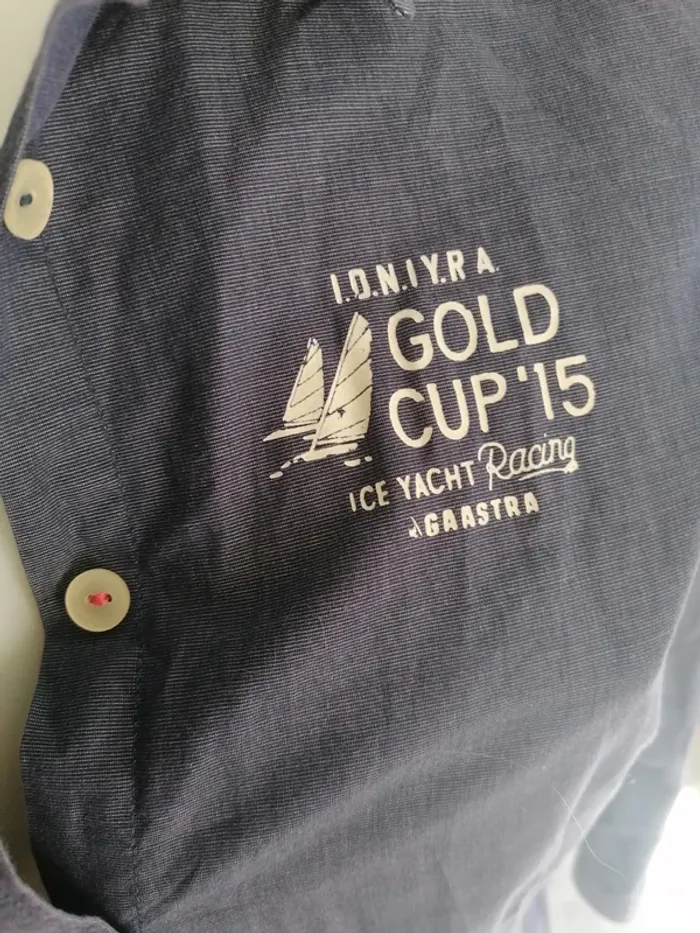 I.D.N.I.Y.R.A.
GOLD
CUP '15
ICE YACHT Racing
GAASTRA